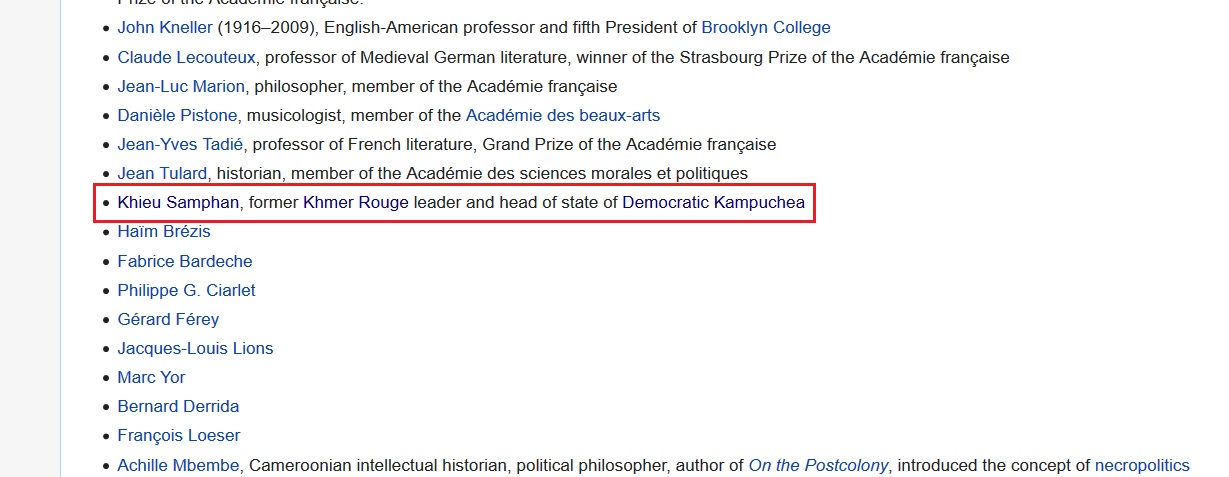 Prize of the Académie française.
• John Kneller (1916–2009), English-American professor and fifth President of Brooklyn College
• Claude Lecouteux, professor of Medieval German literature, winner of the Strasbourg Prize of the Académie française
• Jean-Luc Marion, philosopher, member of the Académie française
• Danièle Pistone, musicologist, member of the Académie des beaux-arts
• Jean-Yves Tadié, professor of French literature, Grand Prize of the Académie française
• Jean Tulard, historian, member of the Académie des sciences morales et politiques
• Khieu Samphan, former Khmer Rouge leader and head of state of Democratic Kampuchea
• Haïm Brézis
• Fabrice Bardeche
• Philippe G. Ciarlet
• Gérard Férey
• Jacques-Louis Lions
• Marc Yor
• Bernard Derrida
• François Loeser
• Achille Mbembe, Cameroonian intellectual historian, political philosopher, author of On the Postcolony, introduced the concept of necropolitics